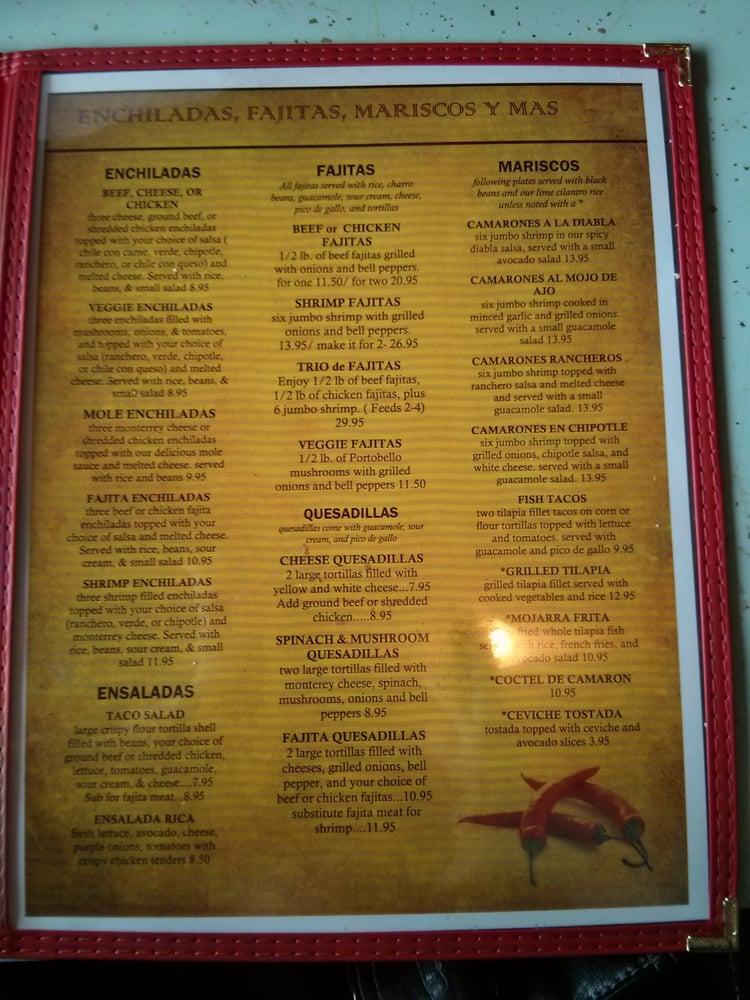 ENCHILADAS, FAJITAS, MARISCOS Y MAS
ENCHILADAS
BEEF, CHEESE, OR
CHICKEN
three cheese, ground beef, or
shredded chicken enchiladas
topped with your choice of salsa (
chile con carne, verde, chipotle,
ranchero, or chile con queso) and
melted cheese. Served with rice,
beans, & small salad 8.95
VEGGIE ENCHILADAS
three enchiladas filled with
mushrooms, onions, & tomatoes,
and topped with your choice of
salsa (ranchero, verde, chipotle,
or chile con queso) and melted
cheese. Served with rice, beans, &
small salad 8.95
MOLE ENCHILADAS
three monterrey cheese or
shredded chicken enchiladas
topped with our delicious mole
sauce and melted cheese. served
with rice and beans 9.95
FAJITA ENCHILADAS
three beef or chicken fajita
enchiladas topped with your
choice of salsa and melted cheese.
Served with rice, beans, sour
cream, & small salad 10.95
SHRIMP ENCHILADAS
three shrimp filled enchiladas
topped with your choice of salsa
(ranchero, verde, or chipotle) and
monterrey cheese. Served with
rice, beans, sour cream, & small
salad 11.95
ENSALADAS
TACO SALAD
large crispy flour tortilla shell
filled with beans, your choice of
ground beef or shredded chicken,
lettuce, tomatoes, guacamole,
sour cream, & cheese....7.95
Sub for fajita meat...8.95
ENSALADA RICA
fresh lettuce, avocado, cheese,
purple onions, tomatoes with
crispy chicken tenders 8.50
FAJITAS
All fajitas served with rice, charro
beans, guacamole, sour cream, cheese,
pico de gallo, and tortillas
BEEF or CHICKEN
FAJITAS
1/2 lb. of beef fajitas grilled
with onions and bell peppers.
for one 11.50/ for two 20.95
SHRIMP FAJITAS
six jumbo shrimp with grilled
onions and bell peppers.
13.95/ make it for 2- 26.95
TRIO de FAJITAS
Enjoy 1/2 lb of beef fajitas,
1/2 lb of chicken fajitas, plus
6 jumbo shrimp. ( Feeds 2-4)
29.95
VEGGIE FAJITAS
1/2 lb. of Portobello
mushrooms with grilled
onions and bell peppers 11.50
QUESADILLAS
quesadillas come with guacamole, sour
cream, and pico de gallo
CHEESE QUESADILLAS
2 large tortillas filled with
yellow and white cheese...7.95
Add ground beef or shredded
chicken.....8.95
SPINACH & MUSHROOM
QUESADILLAS
two large tortillas filled with
monterey cheese, spinach,
mushrooms, onions and bell
peppers 8.95
FAJITA QUESADILLAS
2 large tortillas filled with
cheeses, grilled onions, bell
pepper, and your choice of
beef or chicken fajitas...10.95
substitute fajita meat for
shrimp....11.95
MARISCOS
following plates served with black
beans and our lime cilantro rice
unless noted with a *
CAMARONES A LA DIABLA
six jumbo shrimp in our spicy
diabla salsa, served with a small
avocado salad 13.95
CAMARONES AL MOJO DE
AJO
six jumbo shrimp cooked in
minced garlic and grilled onions.
served with a small guacamole
salad 13.95
CAMARONES RANCHEROS
six jumbo shrimp topped with
ranchero salsa and melted cheese
and served with a small
guacamole salad. 13.95
CAMARONES EN CHIPOTLE
six jumbo shrimp topped with
grilled onions, chipotle salsa, and
white cheese. served with a small
guacamole salad. 13.95
FISH TACOS
two tilapia fillet tacos on corn or
flour tortillas topped with lettuce
and tomatoes. served with
guacamole and pico de gallo 9.95
*GRILLED TILAPIA
grilled tilapia fillet served with
cooked vegetables and rice 12.95
*MOJARRA FRITA
fried whole tilapia fish
with rice, french fries, and
avocado salad 10.95
*COCTEL DE CAMARON
10.95
*CEVICHE TOSTADA
tostada topped with ceviche and
avocado slices 3.95